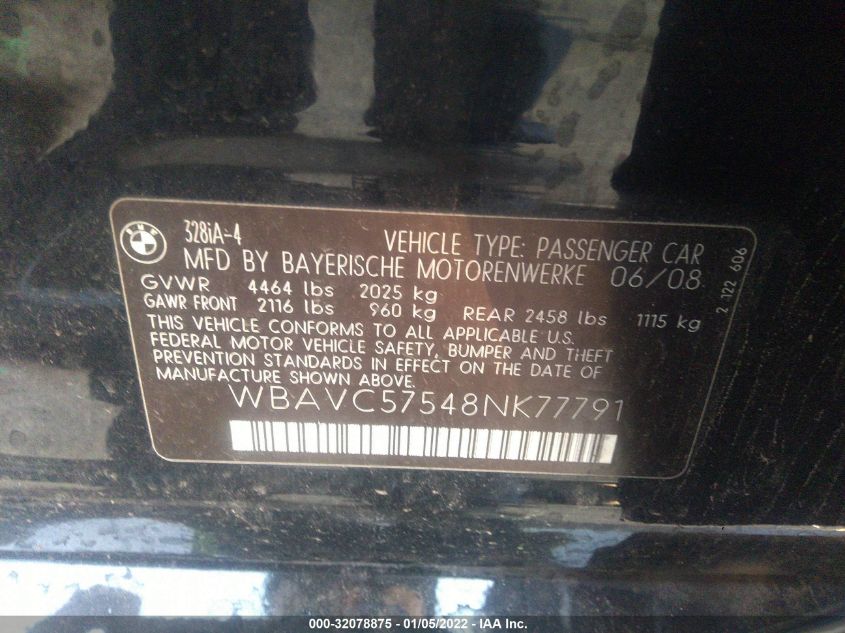 BMW
328iA-4
VEHICLE TYPE: PASSENGER CAR
MFD BY BAYERISCHE MOTORENWERKE 06/08
GVWR 4464 lbs 2025 kg
GAWR FRONT 2116 lbs 960 kg REAR 2458 lbs 1115 kg
THIS VEHICLE CONFORMS TO ALL APPLICABLE U.S.
FEDERAL MOTOR VEHICLE SAFETY, BUMPER AND THEFT
PREVENTION STANDARDS IN EFFECT ON THE DATE OF
MANUFACTURE SHOWN ABOVE.
WBAVC57548NK77791
2 122 606
000-32078875 - 01/05/2022 - IAA Inc.